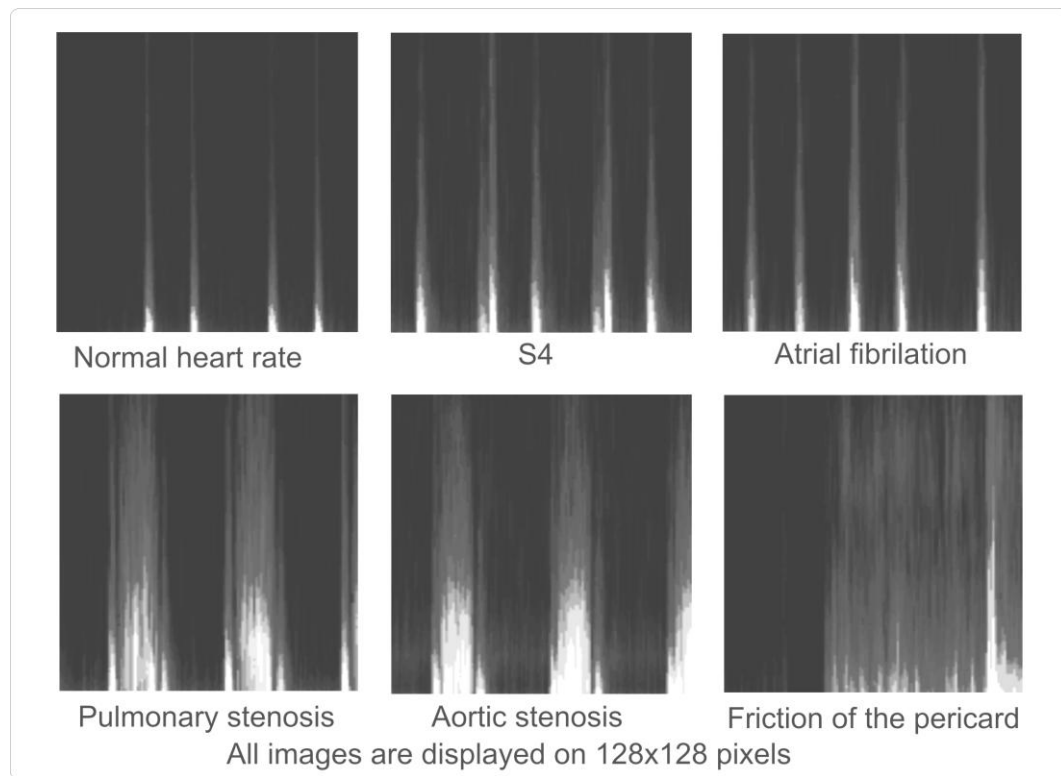 Normal heart rate
S4
Atrial fibrilation
Pulmonary stenosis
Aortic stenosis
Friction of the pericard
All images are displayed on 128x128 pixels